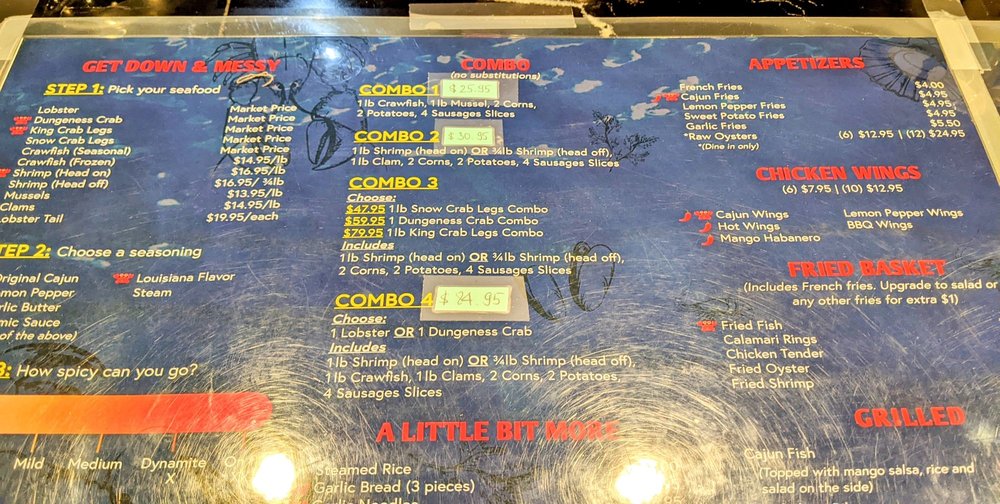 GET DOWN & MESSY
STEP 1: Pick your seafood
Lobster Market Price
Dungeness Crab Market Price
King Crab Legs Market Price
Snow Crab Legs Market Price
Crawfish (Seasonal) Market Price
Crawfish (Frozen) $14.95/lb
Shrimp (Head on) $16.95/lb
Shrimp (Head off) $16.95/ ¾lb
Mussels $13.95/lb
Clams $14.95/lb
obster Tail $19.95/each
TEP 2: Choose a seasoning
riginal Cajun
mon Pepper
rlic Butter
mic Sauce
of the above)
Louisiana Flavor
Steam
3: How spicy can you go?
Mild Medium Dynamite
X
COMBO
(no substitutions)
COMBO 1 $25.95
1lb Crawfish, 1lb Mussel, 2 Corns,
2 Potatoes, 4 Sausages Slices
COMBO 2 $30.95
1lb Shrimp (head on) OR ¾lb Shrimp (head off),
1lb Clam, 2 Corns, 2 Potatoes, 4 Sausages Slices
COMBO 3
Choose:
$47.95 1lb Snow Crab Legs Combo
$59.95 1 Dungeness Crab Combo
$79.95 1lb King Crab Legs Combo
Includes
1lb Shrimp (head on) OR ¾lb Shrimp (head off),
2 Corns, 2 Potatoes, 4 Sausages Slices
COMBO 4 $84.95
Choose:
1 Lobster OR 1 Dungeness Crab
Includes
1lb Shrimp (head on) OR ¾lb Shrimp (head off),
1lb Crawfish, 1lb Clams, 2 Corns, 2 Potatoes,
4 Sausages Slices
A LITTLE BIT MORE
Steamed Rice
Garlic Bread (3 pieces)
Noodles
APPETIZERS
French Fries $4.00
Cajun Fries $4.95
Lemon Pepper Fries $4.95
Sweet Potato Fries $4.95
Garlic Fries $5.50
*Raw Oysters (6) $12.95 | (12) $24.95
*(Dine in only)
CHICKEN WINGS
(6) $7.95 | (10) $12.95
Cajun Wings
Hot Wings
Mango Habanero
Lemon Pepper Wings
BBQ Wings
FRIED BASKET
(Includes French fries. Upgrade to salad or
any other fries for extra $1)
Fried Fish
Calamari Rings
Chicken Tender
Fried Oyster
Fried Shrimp
GRILLED
Cajun Fish
(Topped with mango salsa, rice and
salad on the side)